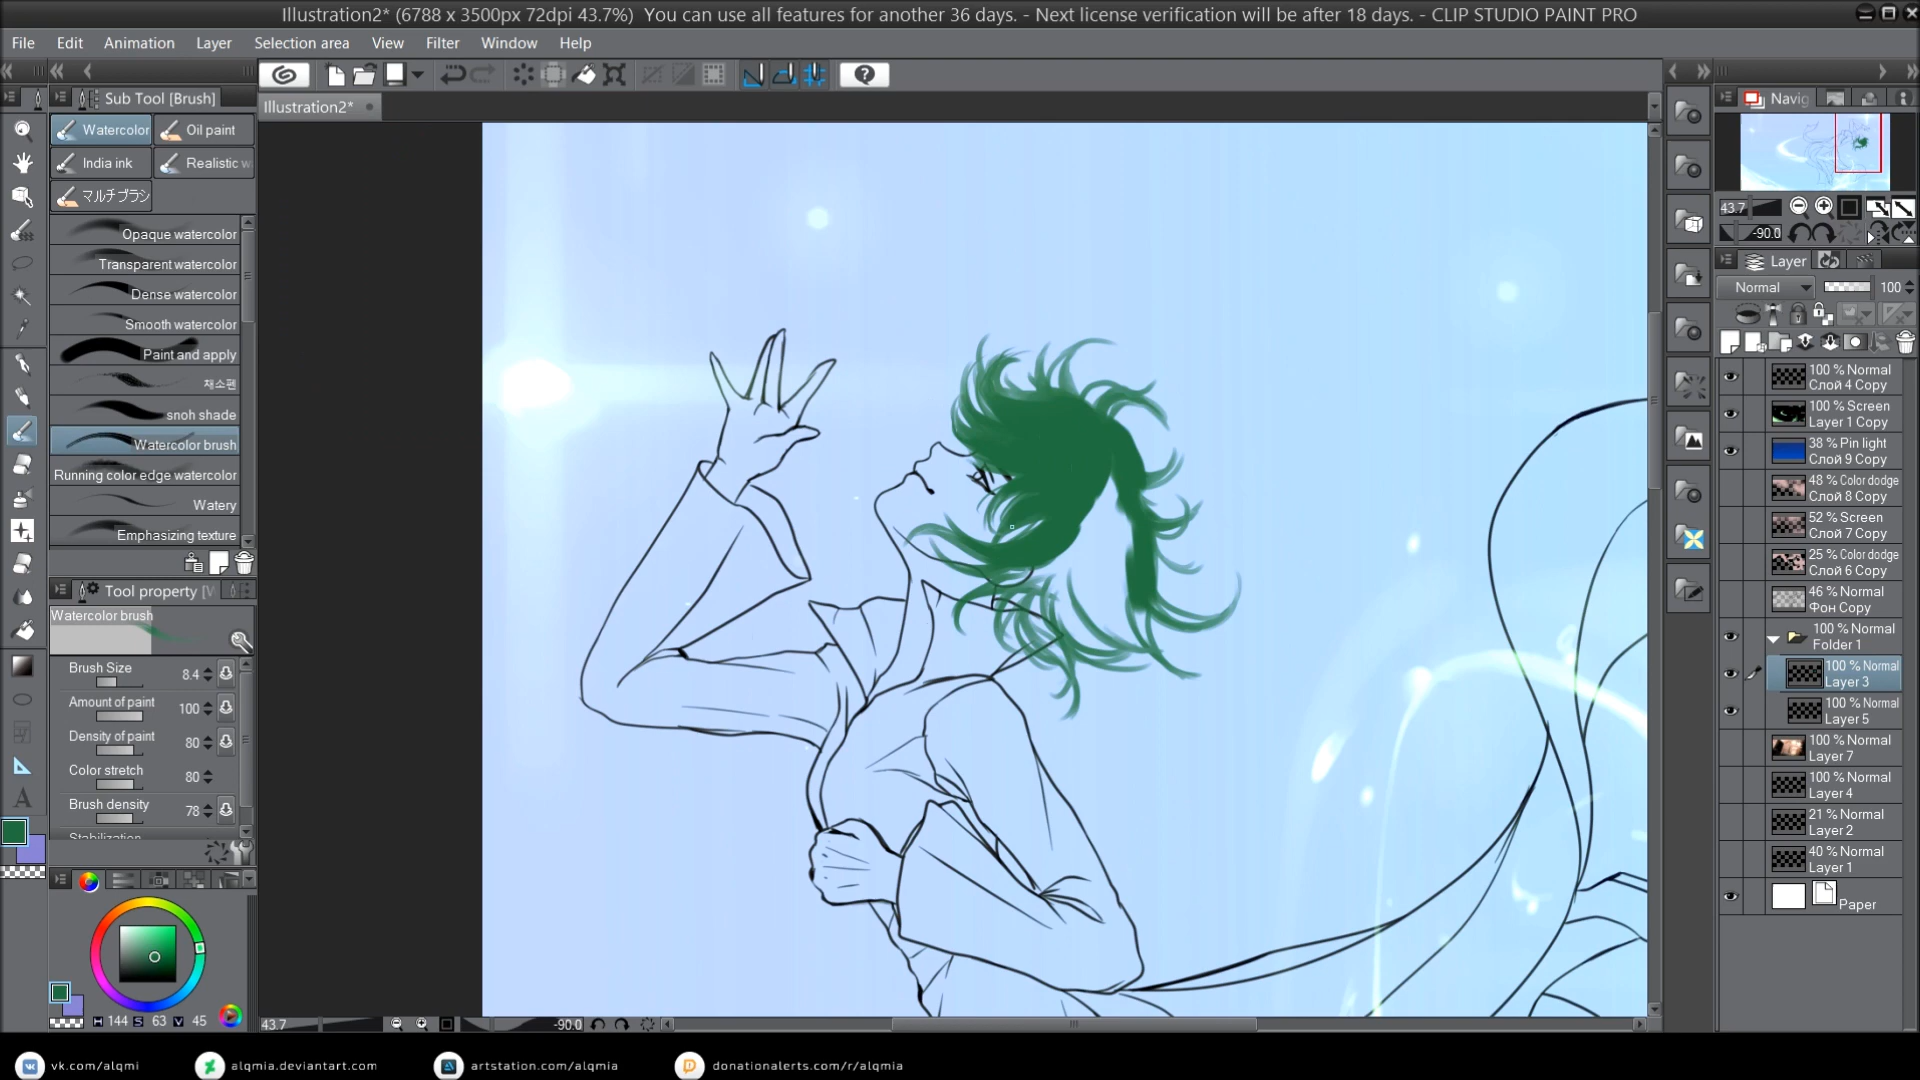 Illustration2* (6788 x 3500px 72dpi 43.7%)  You can use all features for another 36 days. - Next license verification will be after 18 days. - CLIP STUDIO PAINT PRO
File Edit Animation Layer Selection area View Filter Window Help
Sub Tool [Brush]
Illustration2*
Navig
Watercolor
Oil paint
India ink
Realistic w
マルチブラシ
Opaque watercolor
Transparent watercolor
Dense watercolor
Smooth watercolor
Paint and apply
채소펜
snoh shade
Watercolor brush
Running color edge watercolor
Watery
Emphasizing texture
Tool property [W
Watercolor brush
Brush Size 8.4
Amount of paint 100
Density of paint 80
Color stretch 80
Brush density 78
Stabilization
H 144 S 63 V 45
43.7
-90.0
43.7
-90.0
Layer
Normal 100
100 % Normal
Слой 4 Copy
100 % Screen
Layer 1 Copy
38 % Pin light
Слой 9 Copy
48 % Color dodge
Слой 8 Copy
52 % Screen
Слой 7 Copy
25 % Color dodge
Слой 6 Copy
46 % Normal
Фон Copy
100 % Normal
Folder 1
100 % Normal
Layer 3
100 % Normal
Layer 5
100 % Normal
Layer 7
100 % Normal
Layer 4
21 % Normal
Layer 2
40 % Normal
Layer 1
Paper
vk.com/alqmi
alqmia.deviantart.com
artstation.com/alqmia
donationalerts.com/r/alqmia